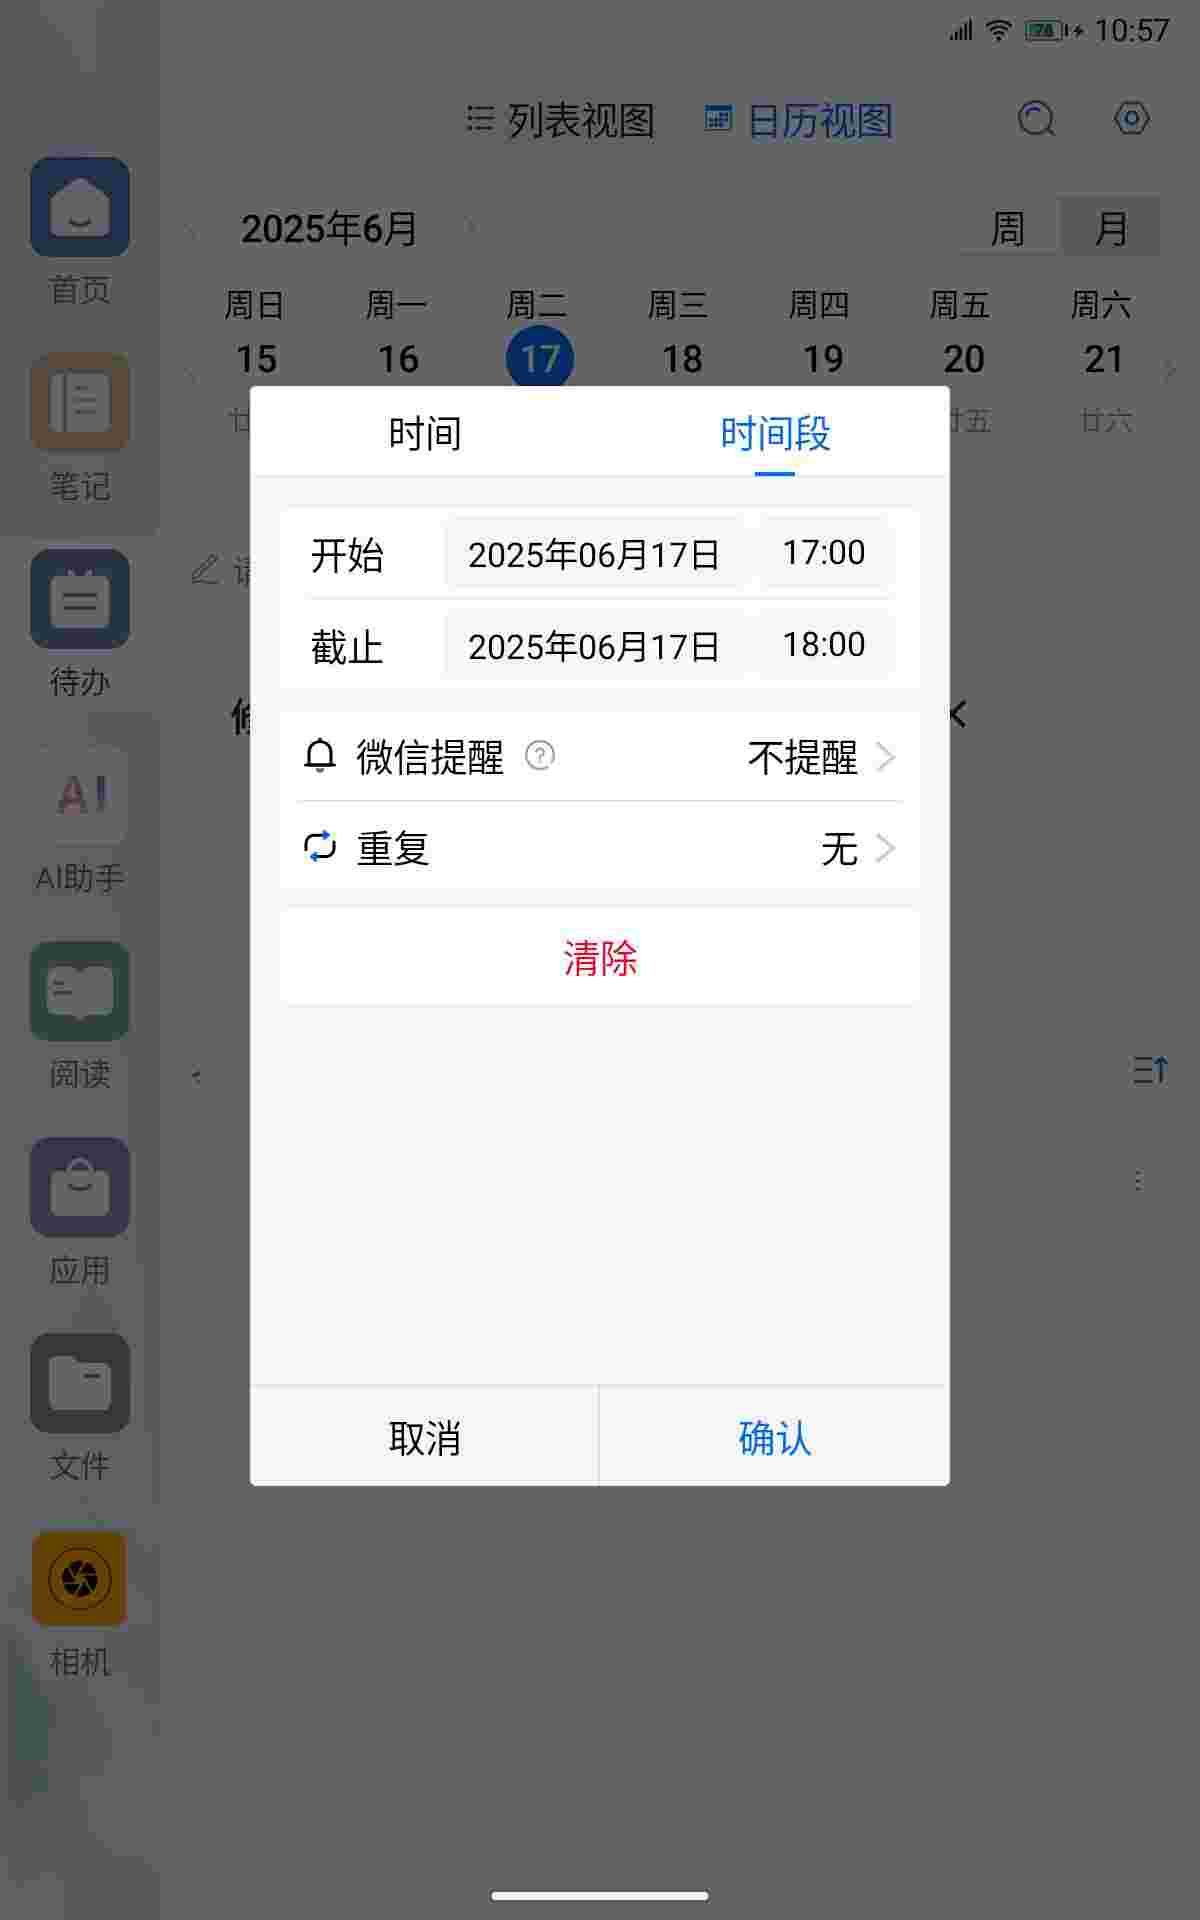 74 10:57
列表视图 日历视图
2025年6月 周 月
周日 周一 周二 周三 周四 周五 周六
15 16 17 18 19 20 21
廿五 廿六
首页
笔记
待办
AI
AI助手
阅读
应用
文件
相机
时间 时间段
开始 2025年06月17日 17:00
截止 2025年06月17日 18:00
微信提醒 ? 不提醒
重复 无
清除
取消 确认